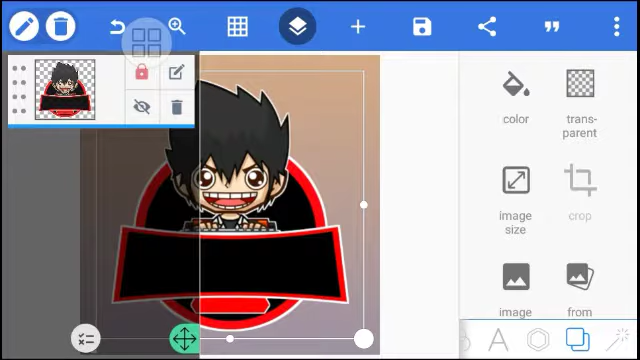 color
trans-
parent
image
size
crop
image
from
A